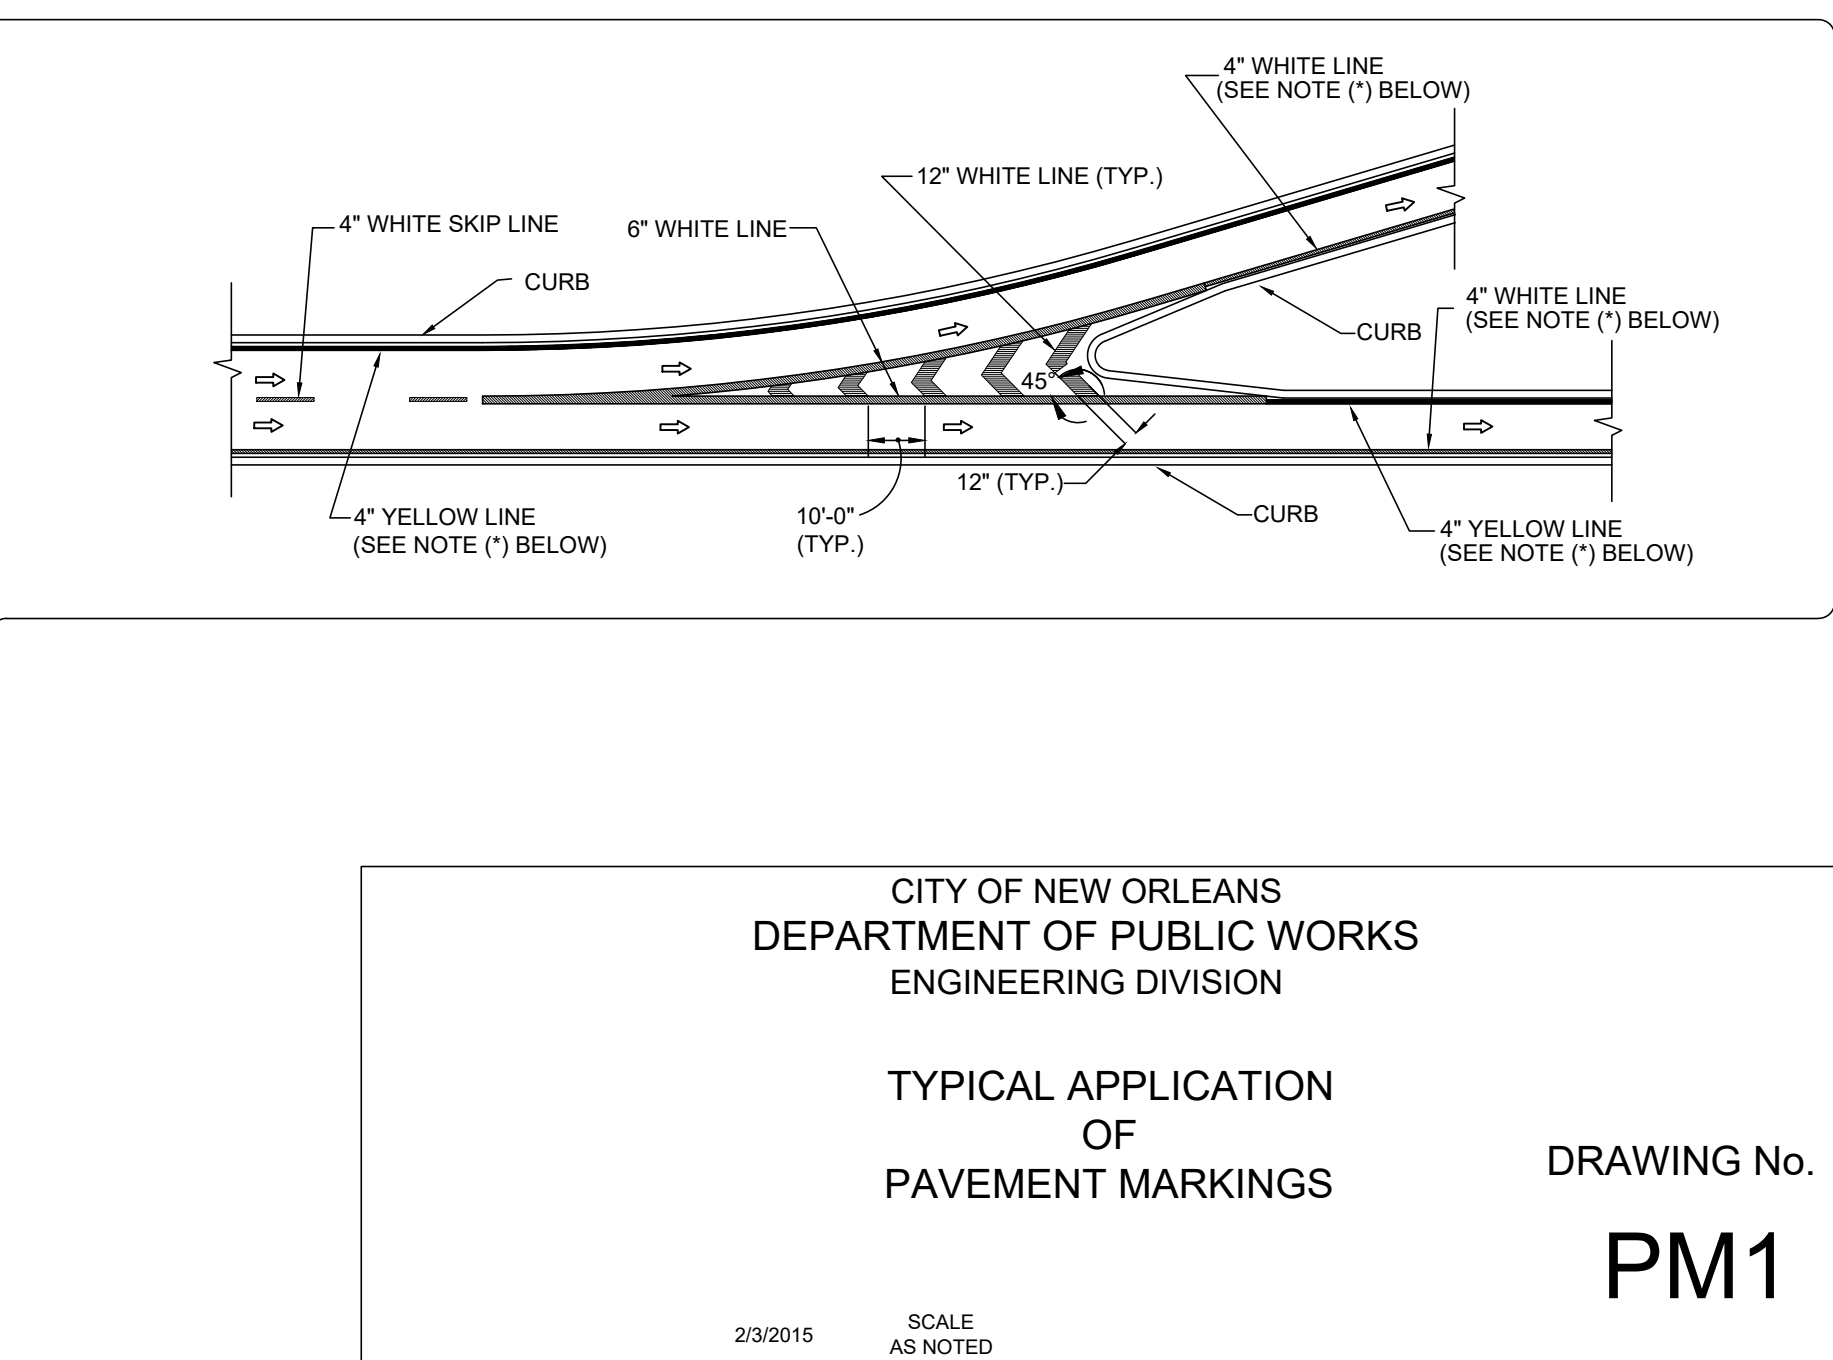 4" WHITE LINE
(SEE NOTE (*) BELOW)
12" WHITE LINE (TYP.)
4" WHITE SKIP LINE
6" WHITE LINE
CURB
4" WHITE LINE
(SEE NOTE (*) BELOW)
CURB
45°
12" (TYP.)
4" YELLOW LINE
(SEE NOTE (*) BELOW)
10'-0"
(TYP.)
CURB
4" YELLOW LINE
(SEE NOTE (*) BELOW)
CITY OF NEW ORLEANS
DEPARTMENT OF PUBLIC WORKS
ENGINEERING DIVISION
TYPICAL APPLICATION
OF
PAVEMENT MARKINGS
DRAWING No.
PM1
2/3/2015
SCALE
AS NOTED